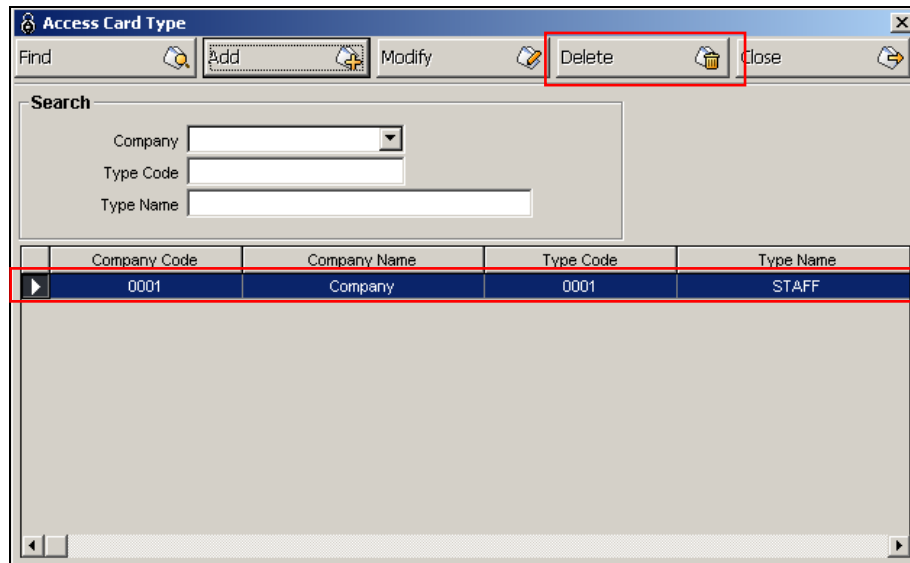 Access Card Type
Find Add Modify Delete Close
Search
Company
Type Code
Type Name
Company Code Company Name Type Code Type Name
0001 Company 0001 STAFF